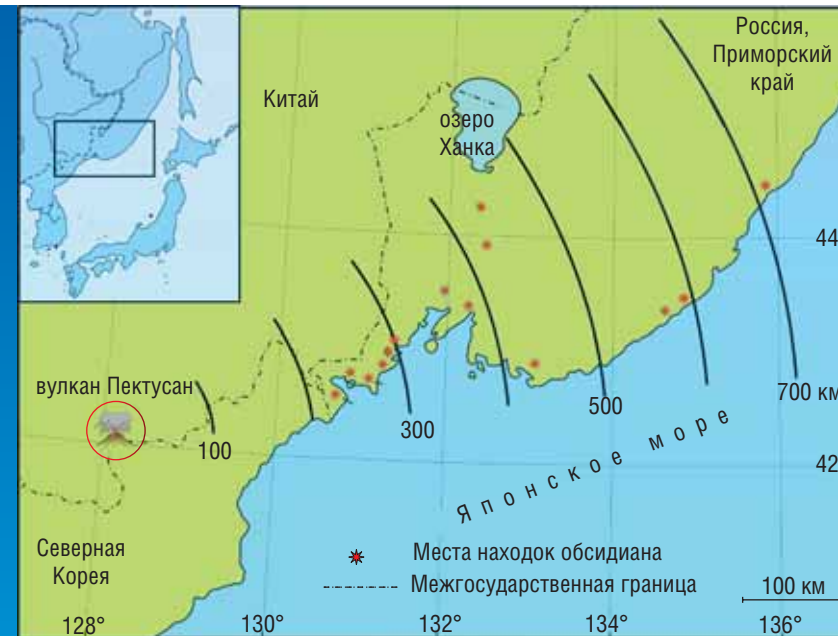 Россия,
Приморский
край
Китай
озеро
Ханка
44
вулкан Пектусан
100
300
500
700 км
Японское море
42
Северная
Корея
Места находок обсидиана
Межгосударственная граница
100 км
128°
130°
132°
134°
136°